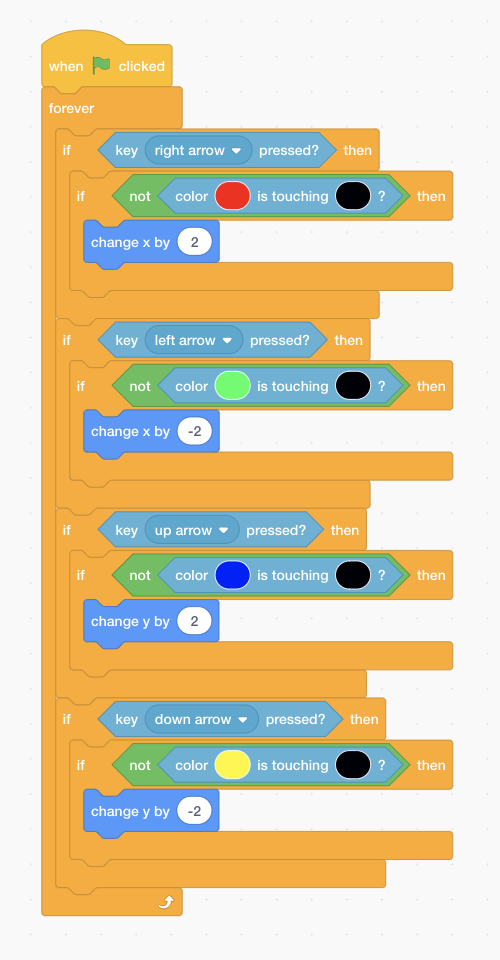 when clicked
forever
if key right arrow pressed? then
if not color is touching ? then
change x by 2
if key left arrow pressed? then
if not color is touching ? then
change x by -2
if key up arrow pressed? then
if not color is touching ? then
change y by 2
if key down arrow pressed? then
if not color is touching ? then
change y by -2